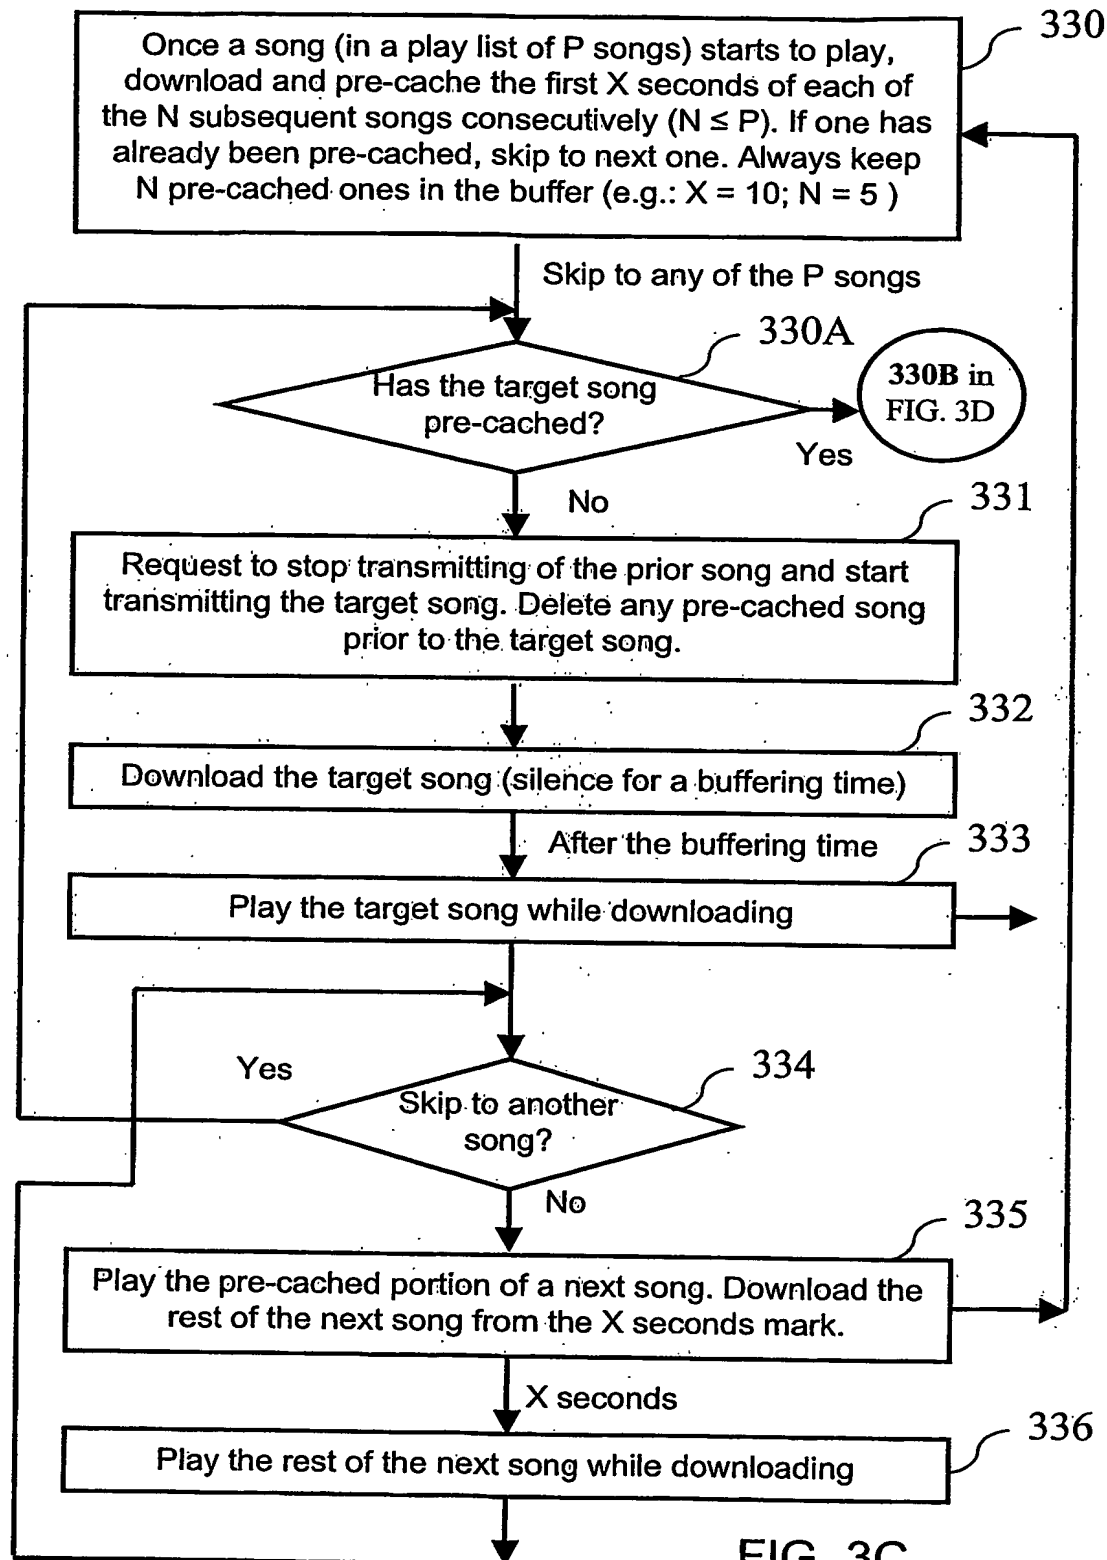 330
Once a song (in a play list of P songs) starts to play,
download and pre-cache the first X seconds of each of
the N subsequent songs consecutively (N ≤ P). If one has
already been pre-cached, skip to next one. Always keep
N pre-cached ones in the buffer (e.g.: X = 10; N = 5 )
Skip to any of the P songs
330A
Has the target song
pre-cached?
330B in
FIG. 3D
Yes
No
331
Request to stop transmitting of the prior song and start
transmitting the target song. Delete any pre-cached song
prior to the target song.
332
Download the target song (silence for a buffering time)
After the buffering time
333
Play the target song while downloading
Yes
334
Skip to another
song?
No
335
Play the pre-cached portion of a next song. Download the
rest of the next song from the X seconds mark.
X seconds
336
Play the rest of the next song while downloading
FIG. 3C